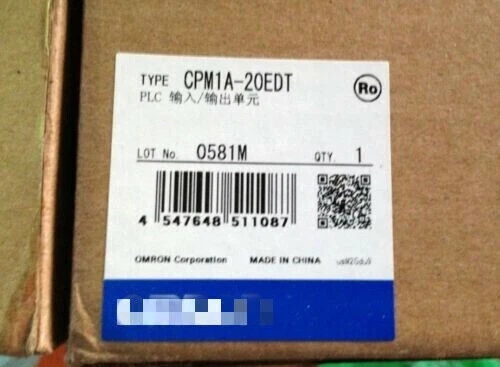 TYPE CPM1A-20EDT
Ro
PLC 输入/输出单元
LOT No. 0581M QTY. 1
4 547648 511087
OMRON Corporation MADE IN CHINA